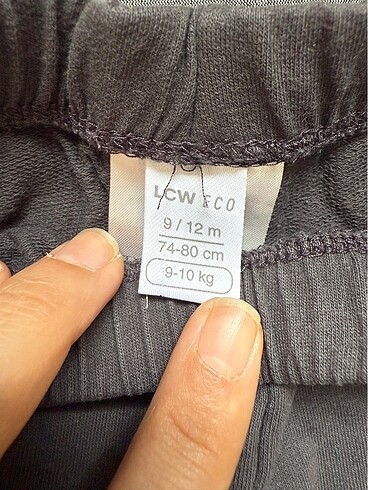 LCW ECO
9 / 12 m
74-80 cm
9-10 kg